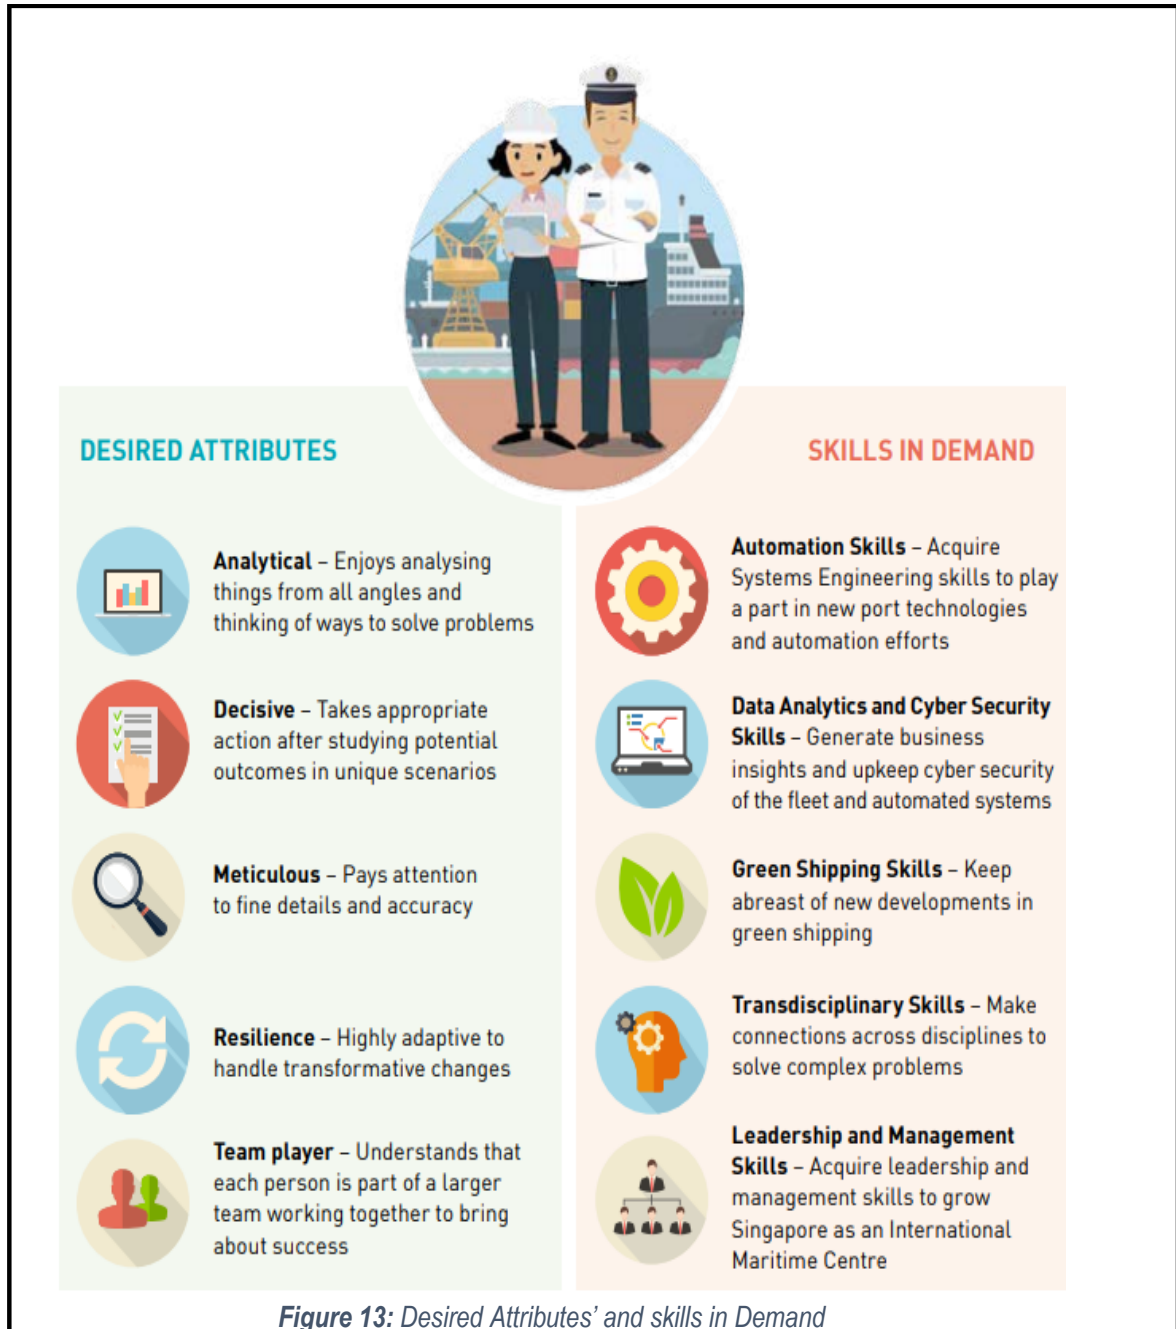 DESIRED ATTRIBUTES
Analytical – Enjoys analysing
things from all angles and
thinking of ways to solve problems
Decisive – Takes appropriate
action after studying potential
outcomes in unique scenarios
Meticulous – Pays attention
to fine details and accuracy
Resilience – Highly adaptive to
handle transformative changes
Team player – Understands that
each person is part of a larger
team working together to bring
about success
SKILLS IN DEMAND
Automation Skills – Acquire
Systems Engineering skills to play
a part in new port technologies
and automation efforts
Data Analytics and Cyber Security
Skills – Generate business
insights and upkeep cyber security
of the fleet and automated systems
Green Shipping Skills – Keep
abreast of new developments in
green shipping
Transdisciplinary Skills – Make
connections across disciplines to
solve complex problems
Leadership and Management
Skills – Acquire leadership and
management skills to grow
Singapore as an International
Maritime Centre
Figure 13: Desired Attributes’ and skills in Demand